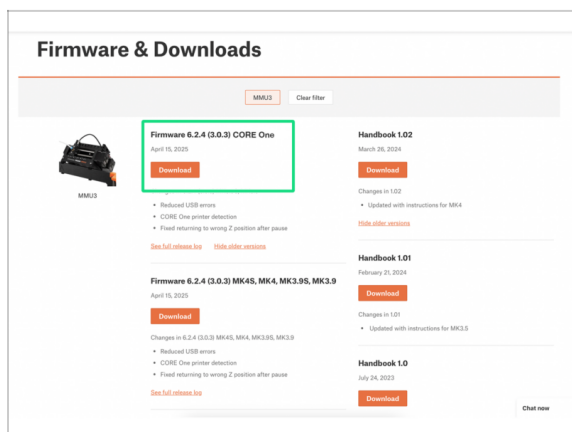 Firmware & Downloads
MMU3
Clear filter
MMU3
Firmware 6.2.4 (3.0.3) CORE One
April 15, 2025
Download
Reduced USB errors
CORE One printer detection
Fixed returning to wrong Z position after pause
See full release log
Hide older versions
Firmware 6.2.4 (3.0.3) MK4S, MK4, MK3.9S, MK3.9
April 15, 2025
Download
Changes in 6.2.4 (3.0.3) MK4S, MK4, MK3.9S, MK3.9
Reduced USB errors
CORE One printer detection
Fixed returning to wrong Z position after pause
See full release log
Handbook 1.02
March 26, 2024
Download
Changes in 1.02
Updated with instructions for MK4
Hide older versions
Handbook 1.01
February 21, 2024
Download
Changes in 1.01
Updated with instructions for MK3.5
Handbook 1.0
July 24, 2023
Download
Chat now